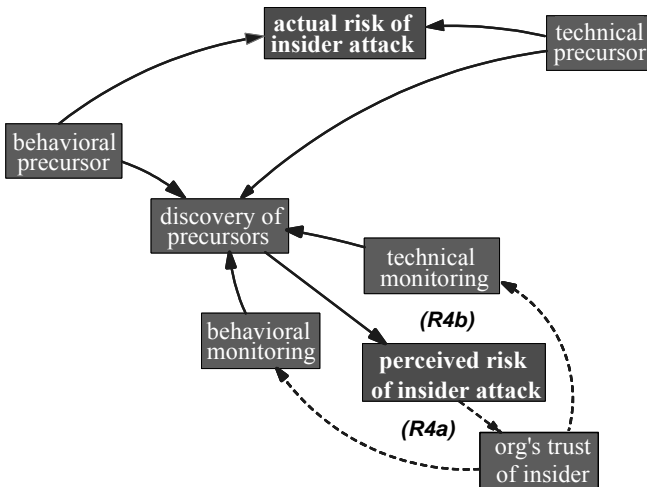 actual risk of
insider attack
technical
precursor
behavioral
precursor
discovery of
precursors
technical
monitoring
(R4b)
behavioral
monitoring
perceived risk
of insider attack
(R4a)
org's trust
of insider